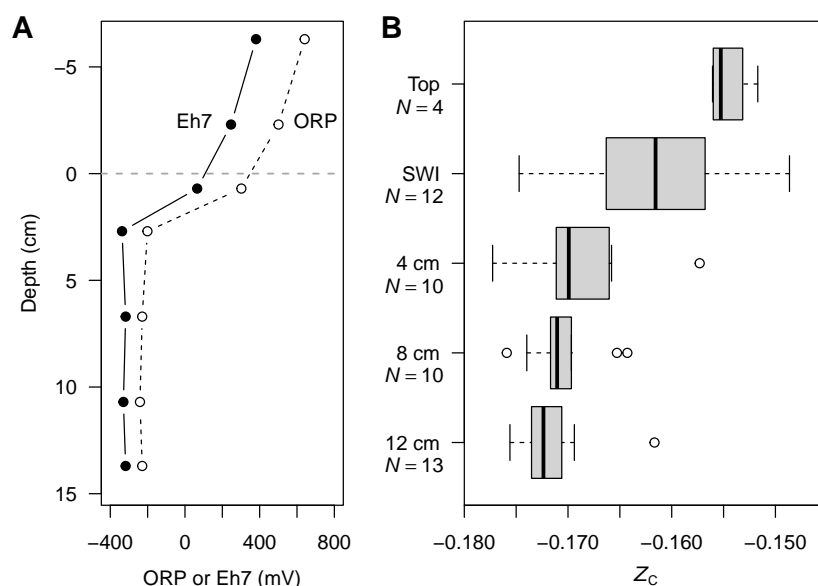 A
−5
0
5
10
15
Depth (cm)
Eh7
ORP
−400
0
400
800
ORP or Eh7 (mV)
B
Top
N = 4
SWI
N = 12
4 cm
N = 10
8 cm
N = 10
12 cm
N = 13
−0.180
−0.170
−0.160
−0.150
ZC